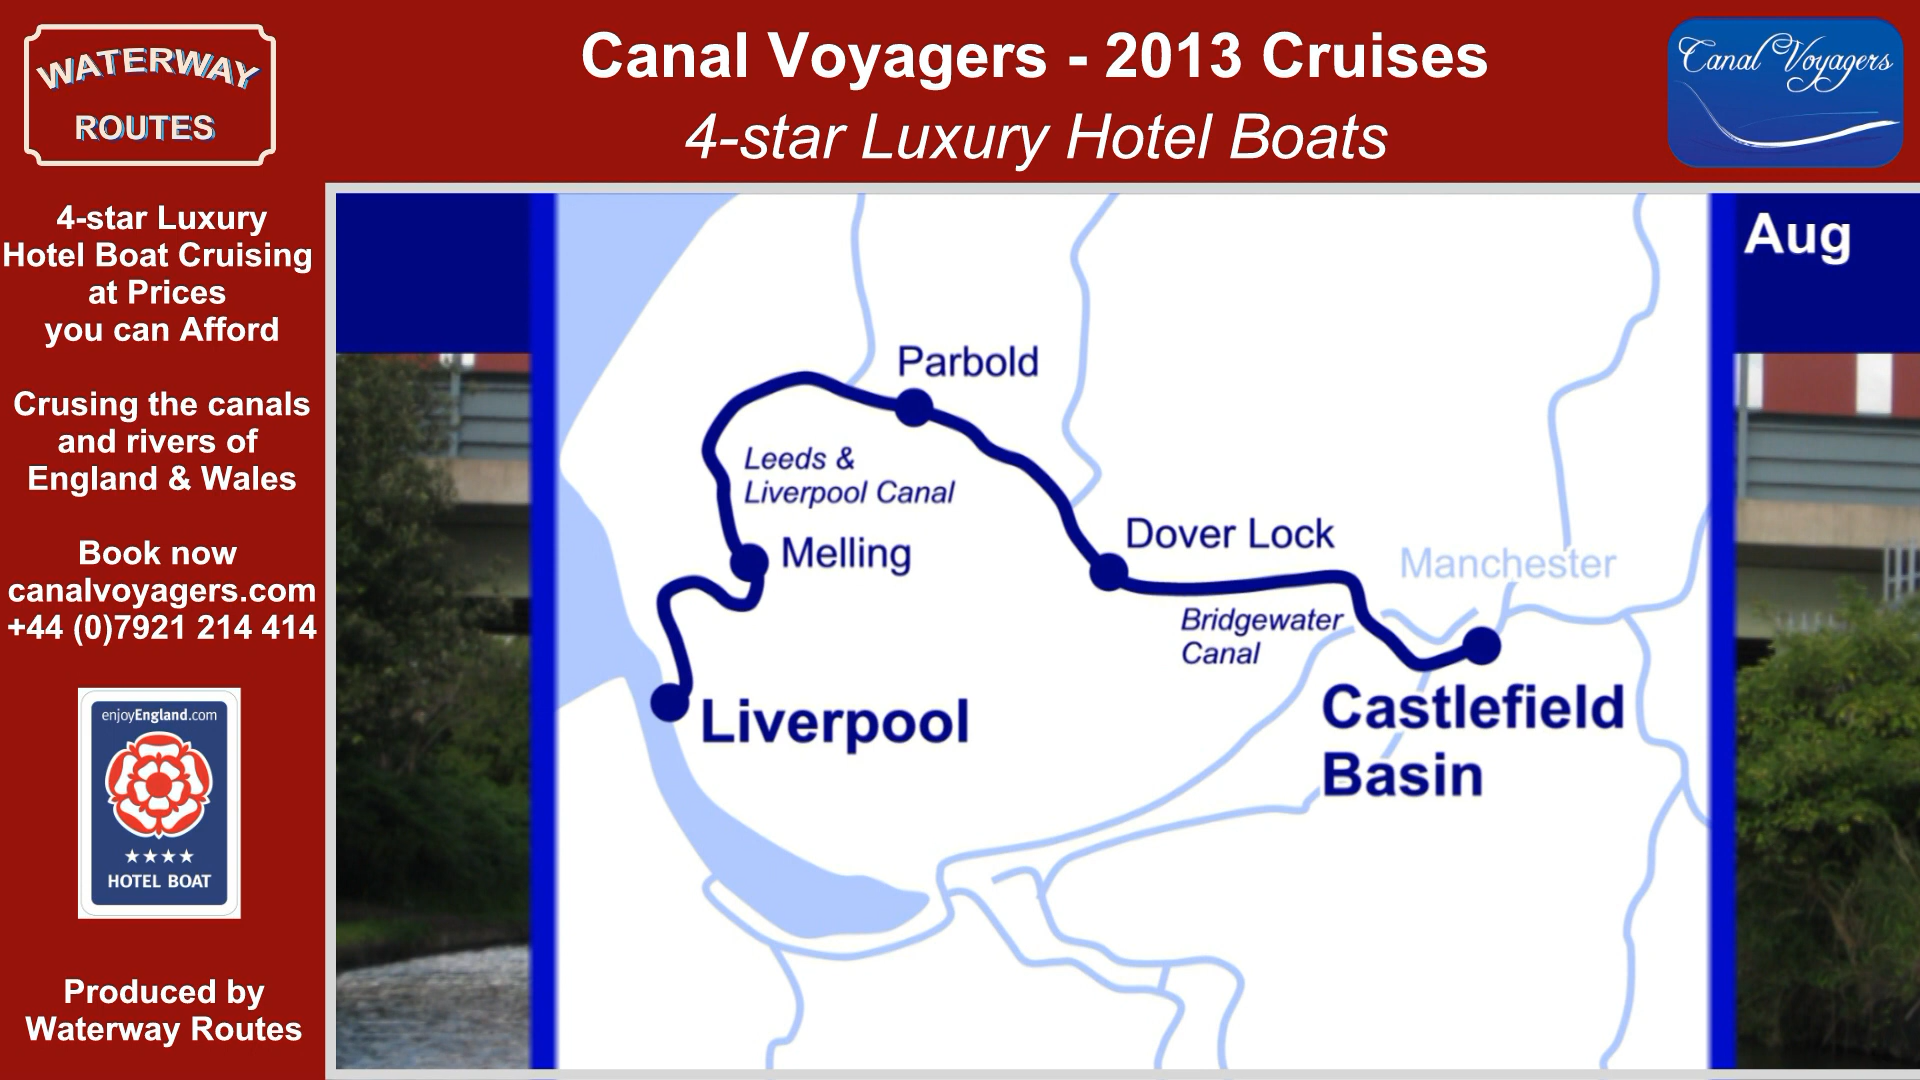 WATERWAY
ROUTES
Canal Voyagers - 2013 Cruises
4-star Luxury Hotel Boats
Canal Voyagers
4-star Luxury
Hotel Boat Cruising
at Prices
you can Afford
Crusing the canals
and rivers of
England & Wales
Book now
canalvoyagers.com
+44 (0)7921 214 414
enjoyEngland.com
★★★★
HOTEL BOAT
Produced by
Waterway Routes
Aug
Parbold
Leeds &
Liverpool Canal
Melling
Dover Lock
Manchester
Bridgewater
Canal
Liverpool
Castlefield
Basin